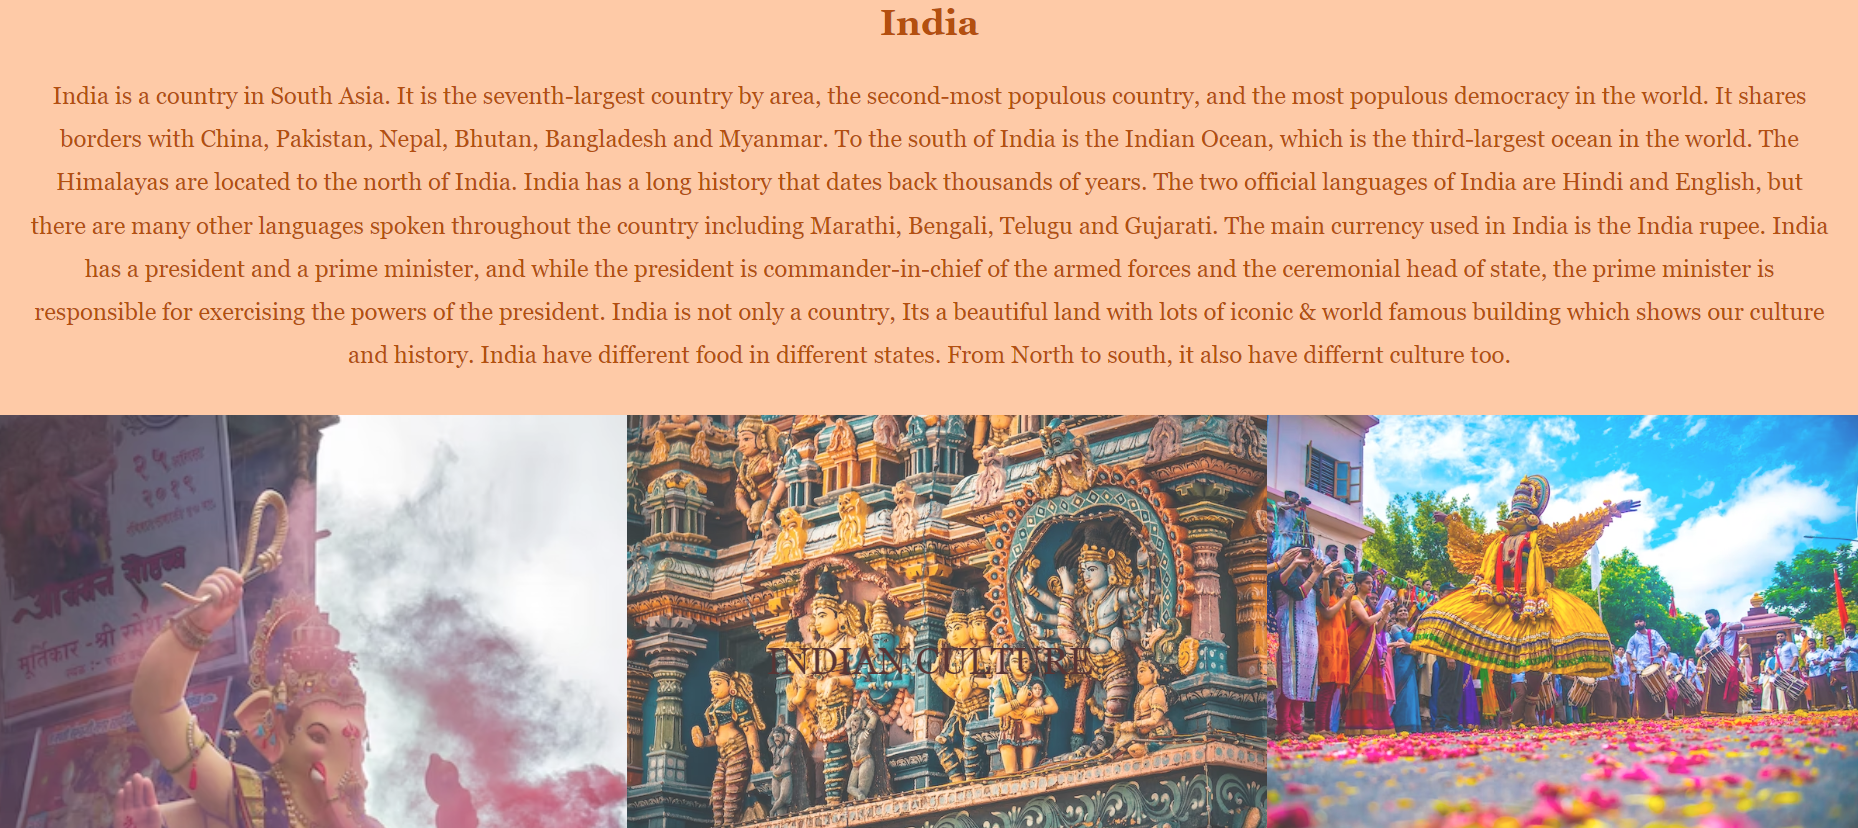 India
India is a country in South Asia. It is the seventh-largest country by area, the second-most populous country, and the most populous democracy in the world. It shares
borders with China, Pakistan, Nepal, Bhutan, Bangladesh and Myanmar. To the south of India is the Indian Ocean, which is the third-largest ocean in the world. The
Himalayas are located to the north of India. India has a long history that dates back thousands of years. The two official languages of India are Hindi and English, but
there are many other languages spoken throughout the country including Marathi, Bengali, Telugu and Gujarati. The main currency used in India is the India rupee. India
has a president and a prime minister, and while the president is commander-in-chief of the armed forces and the ceremonial head of state, the prime minister is
responsible for exercising the powers of the president. India is not only a country, Its a beautiful land with lots of iconic & world famous building which shows our culture
and history. India have different food in different states. From North to south, it also have differnt culture too.
२५
२०१९
मूर्तिकार - श्री
INDIAN CULTURE